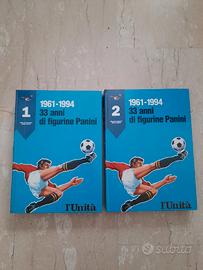 1
1961-1994
33 anni
di figurine Panini
l'Unità
2
1961-1994
33 anni
di figurine Panini
l'Unità
subito